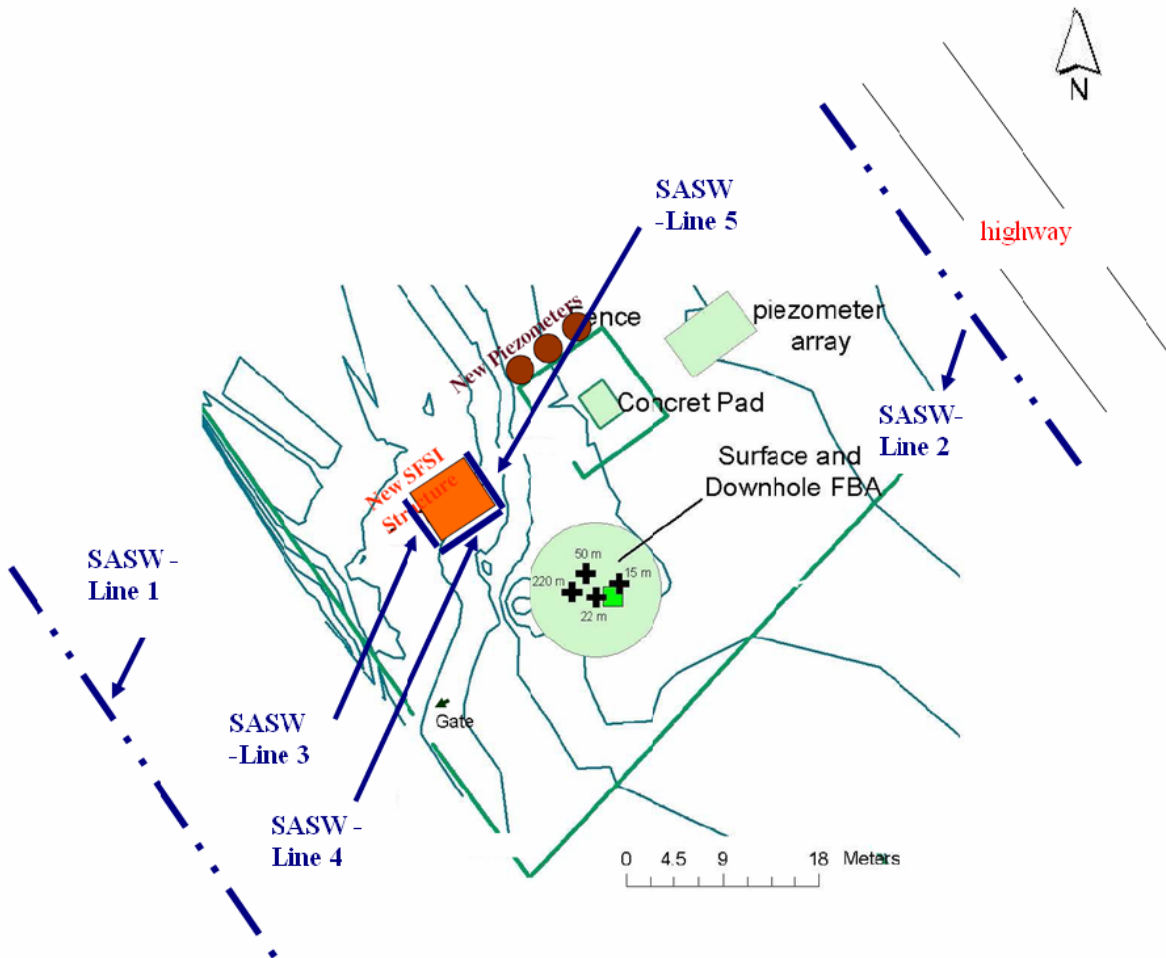 N
SASW
-Line 5
highway
New Piezometers
Fence
piezometer
array
Concret Pad
SASW-
Line 2
Surface and
Downhole FBA
New SFSI
Structure
SASW -
Line 1
50 m
15 m
220 m
22 m
Gate
SASW
-Line 3
SASW -
Line 4
0 4.5 9 18 Meters